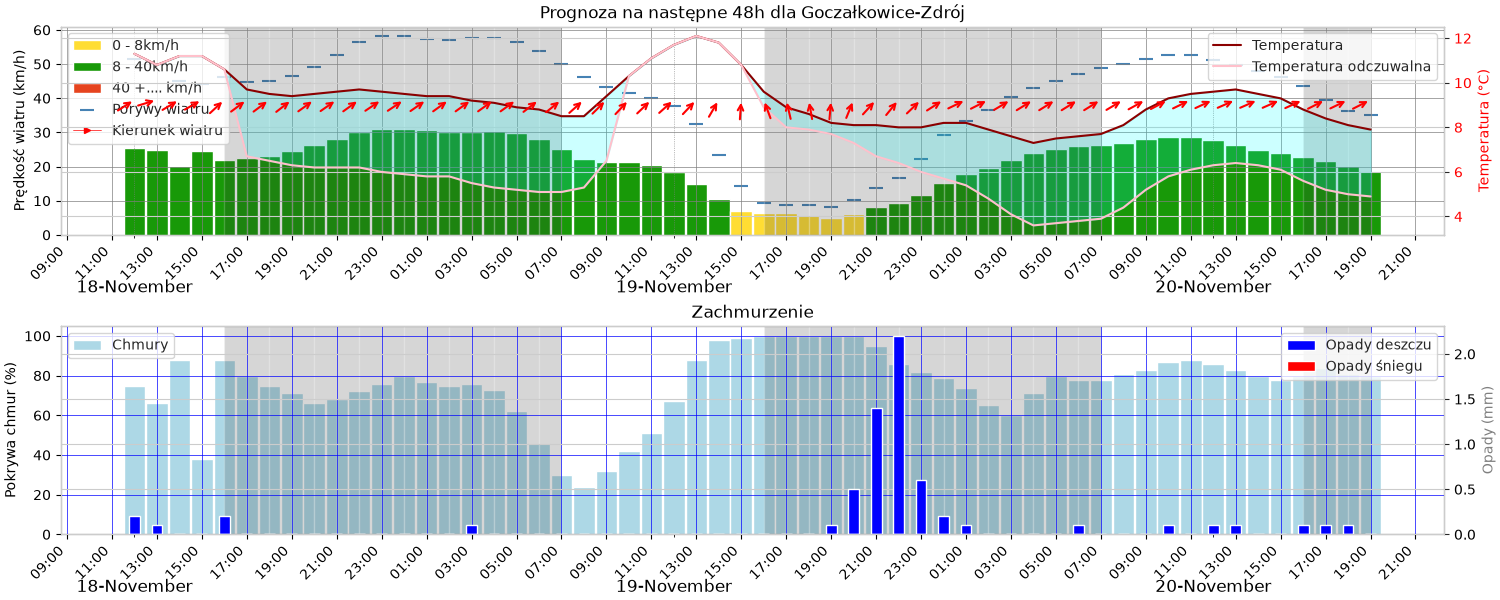 Prognoza na następne 48h dla Goczałkowice-Zdrój
Prędkość wiatru (km/h)
60
50
40
30
20
10
0
0 - 8km/h
8 - 40km/h
40 +.... km/h
Porywy wiatru
Kierunek wiatru
Temperatura
Temperatura odczuwalna
12
10
8
6
4
Temperatura (°C)
09:00 11:00 13:00 15:00 17:00 19:00 21:00 23:00 01:00 03:00 05:00 07:00 09:00 11:00 13:00 15:00 17:00 19:00 21:00 23:00 01:00 03:00 05:00 07:00 09:00 11:00 13:00 15:00 17:00 19:00 21:00
18-November 19-November 20-November
Zachmurzenie
Pokrywa chmur (%)
100
80
60
40
20
0
Chmury
Opady deszczu
Opady śniegu
2.0
1.5
1.0
0.5
0.0
Opady (mm)
09:00 11:00 13:00 15:00 17:00 19:00 21:00 23:00 01:00 03:00 05:00 07:00 09:00 11:00 13:00 15:00 17:00 19:00 21:00 23:00 01:00 03:00 05:00 07:00 09:00 11:00 13:00 15:00 17:00 19:00 21:00
18-November 19-November 20-November